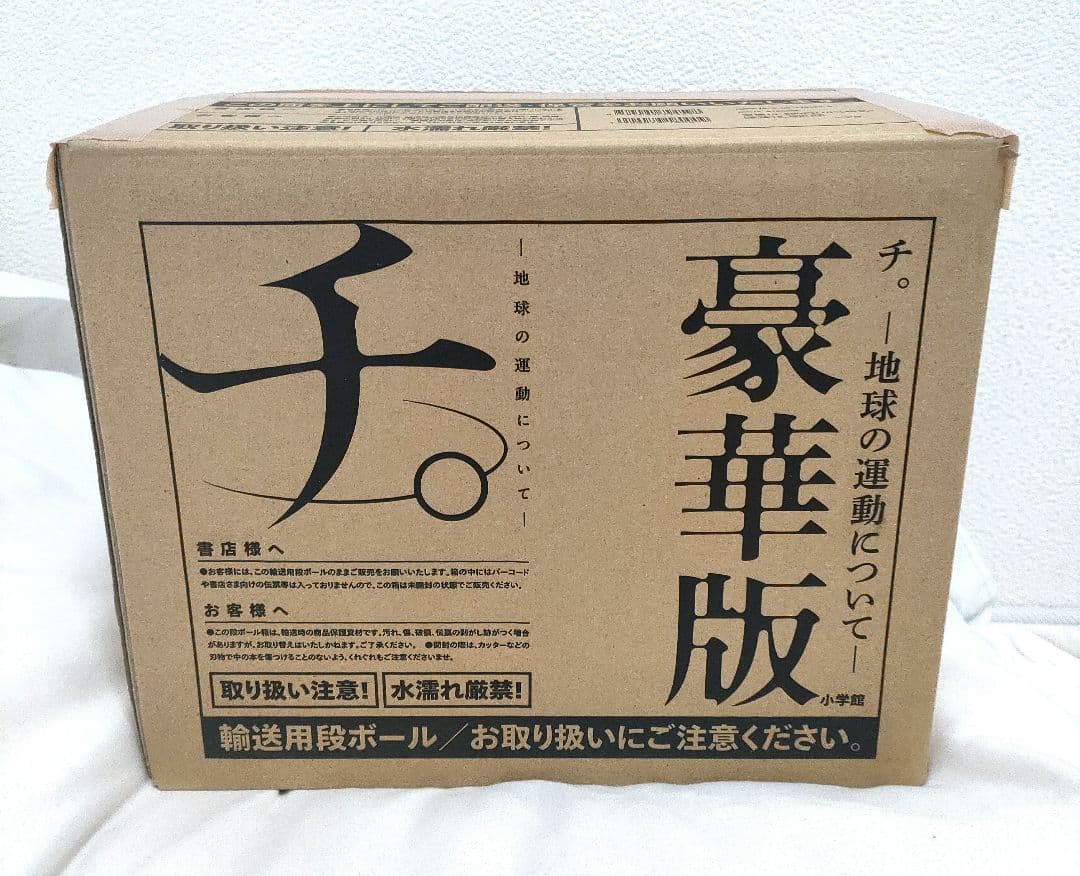 取り扱い注意!
水濡れ厳禁!
チ。
―地球の運動について―
豪華版
チ。―地球の運動について―
小学館
書店様へ
●お客様には、この輸送用段ボールのままご販売をお願いいたします。箱の中にはバーコード
や書店さま向けの伝票等は入っておりませんので、この箱は未開封の状態でご販売ください。
お客様へ
●この段ボール箱は、輸送時の商品保護資材です。汚れ、傷、破損、伝票の剥がし跡がつく場合
がありますが、お取り替えはいたしかねます。ご了承ください。 ●開封の際は、カッターなどの
刃物で中の本を傷つけることのないよう、くれぐれもご注意くださいませ。
取り扱い注意!
水濡れ厳禁!
輸送用段ボール/お取り扱いにご注意ください。